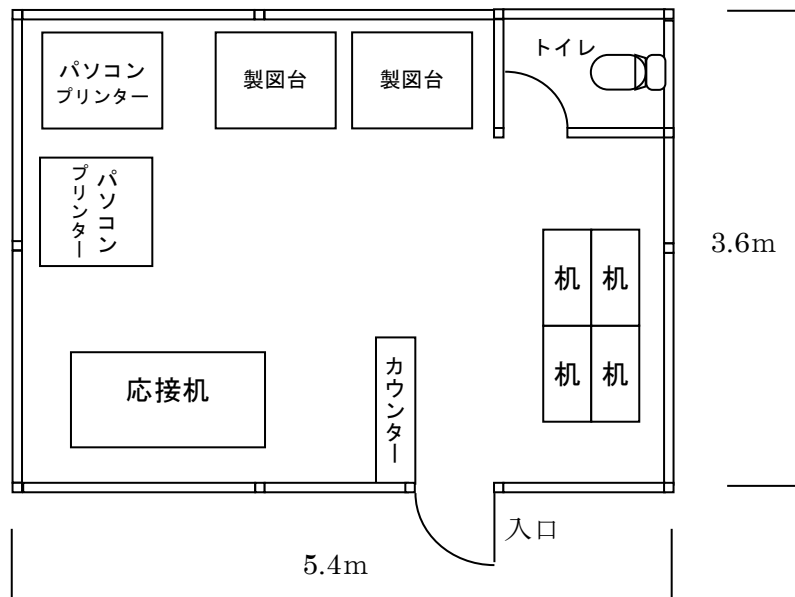 トイレ
パソコン
プリンター
製図台
製図台
パソコン
プリンター
3.6m
机
机
机
机
応接机
カウンター
入口
5.4m